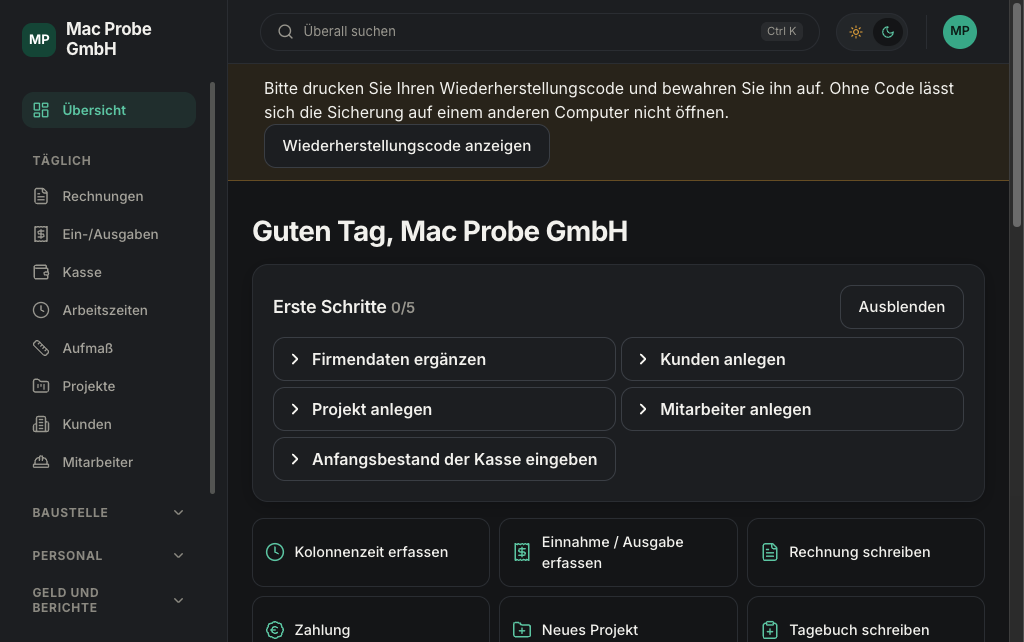 MP
Mac Probe
GmbH
Überall suchen
Ctrl K
MP
Bitte drucken Sie Ihren Wiederherstellungscode und bewahren Sie ihn auf. Ohne Code lässt
sich die Sicherung auf einem anderen Computer nicht öffnen.
Wiederherstellungscode anzeigen
Übersicht
TÄGLICH
Rechnungen
Ein-/Ausgaben
Kasse
Arbeitszeiten
Aufmaß
Projekte
Kunden
Mitarbeiter
BAUSTELLE
PERSONAL
GELD UND
BERICHTE
Guten Tag, Mac Probe GmbH
Erste Schritte 0/5
Ausblenden
Firmendaten ergänzen
Kunden anlegen
Projekt anlegen
Mitarbeiter anlegen
Anfangsbestand der Kasse eingeben
Kolonnenzeit erfassen
Einnahme / Ausgabe
erfassen
Rechnung schreiben
Zahlung
Neues Projekt
Tagebuch schreiben